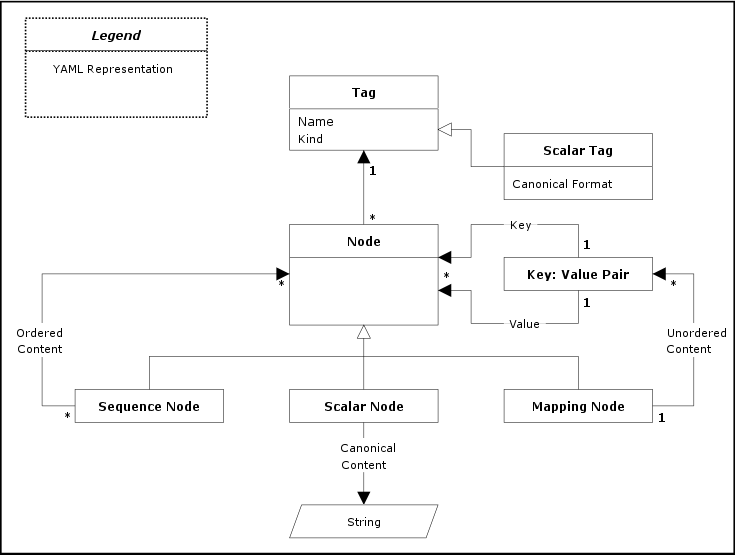 Legend
YAML Representation
Tag
Name
Kind
Scalar Tag
Canonical Format
1
*
Node
Key
1
*
Key: Value Pair
*
*
1
Value
Ordered
Content
Unordered
Content
Sequence Node
Scalar Node
Mapping Node
*
1
Canonical
Content
String